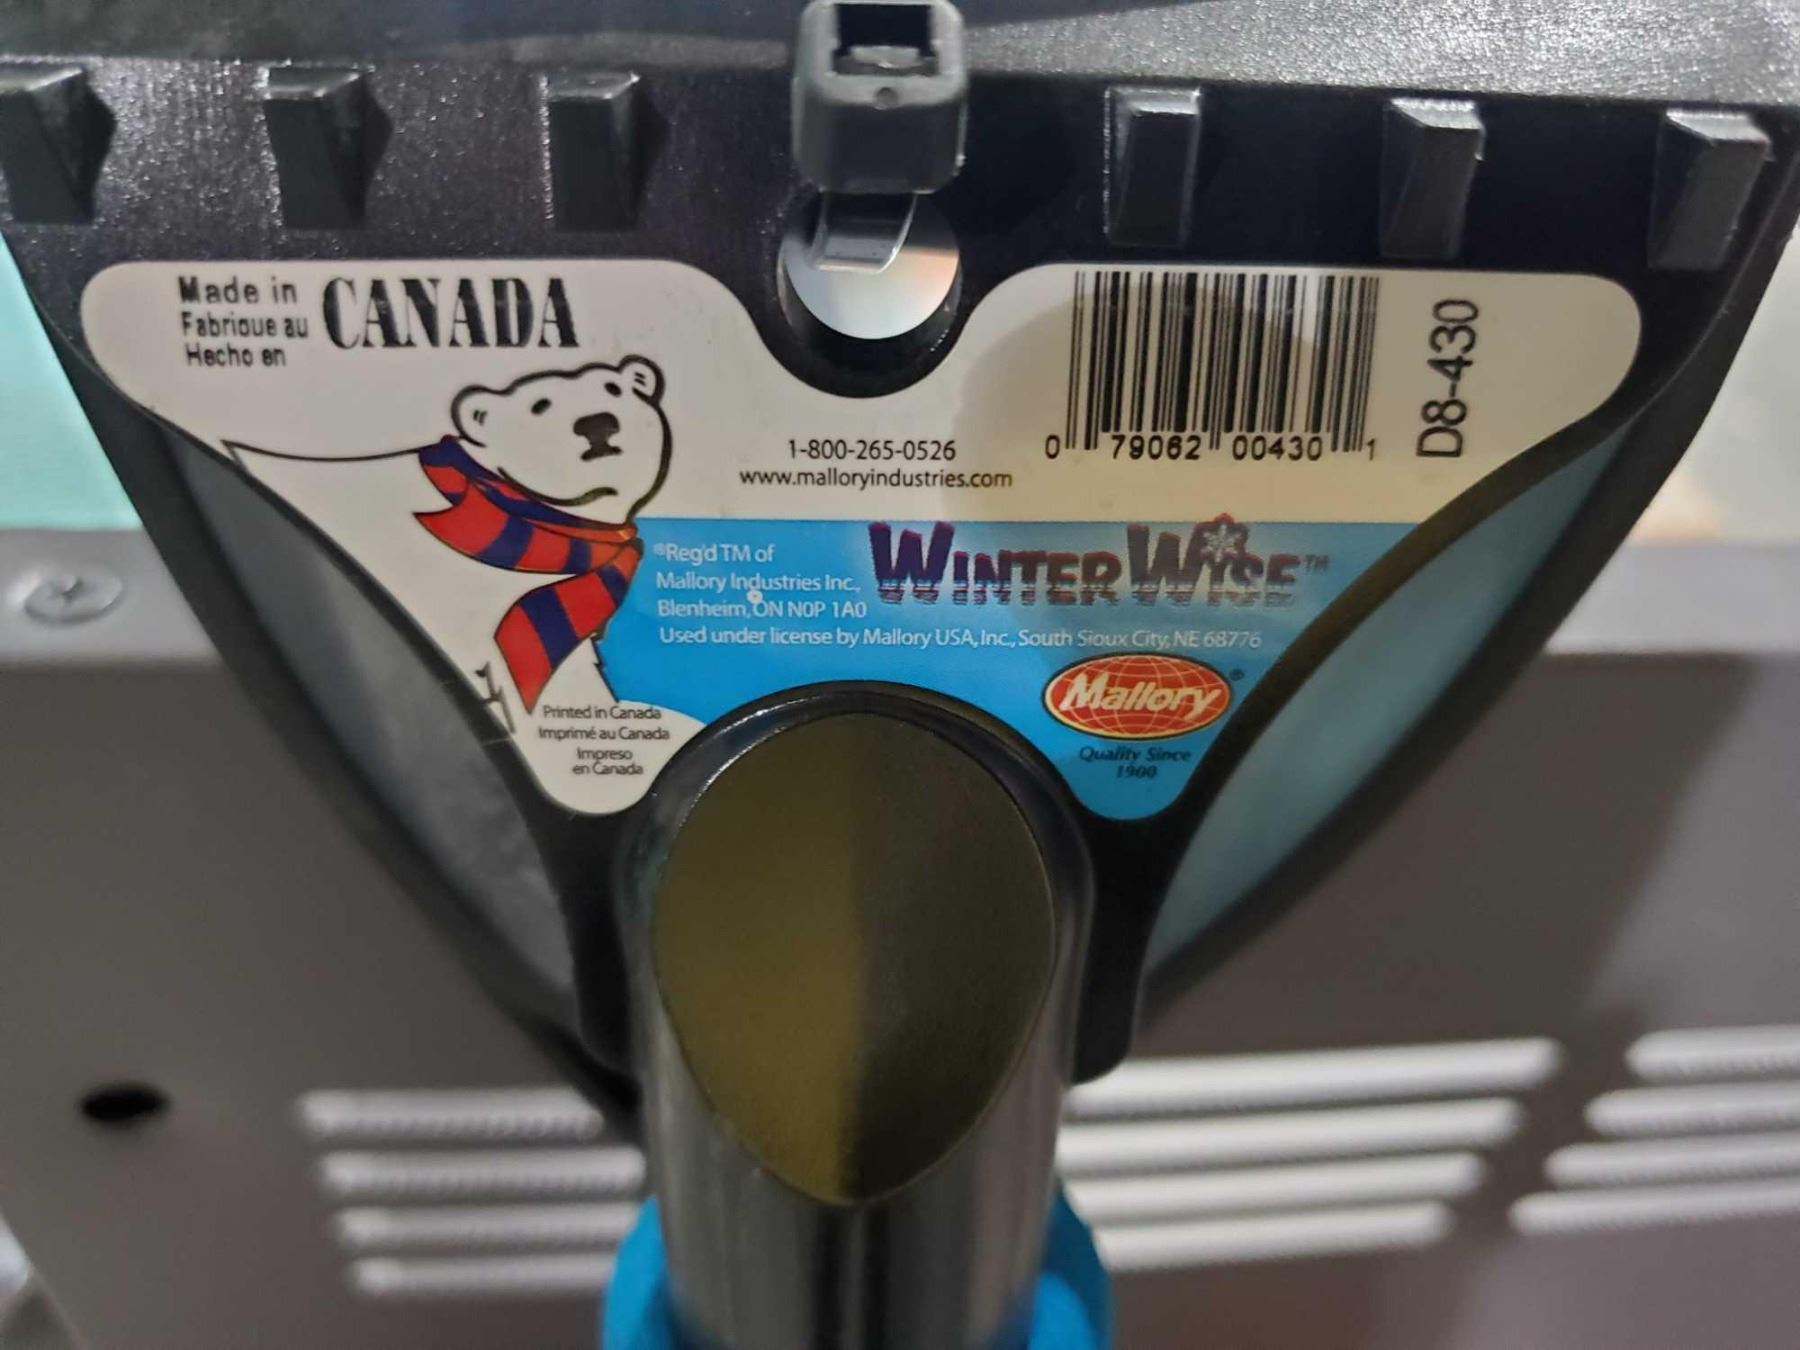 Made in
Fabrique au
Hecho en
CANADA
1-800-265-0526
www.malloryindustries.com
0 79062 00430 1
D8-430
®Reg'd TM of
Mallory Industries Inc.,
Blenheim, ON N0P 1A0
Used under license by Mallory USA, Inc., South Sioux City, NE 68776
WINTER WISE™
Mallory®
Quality Since
1900
Printed in Canada
Imprimé au Canada
Impreso
en Canada